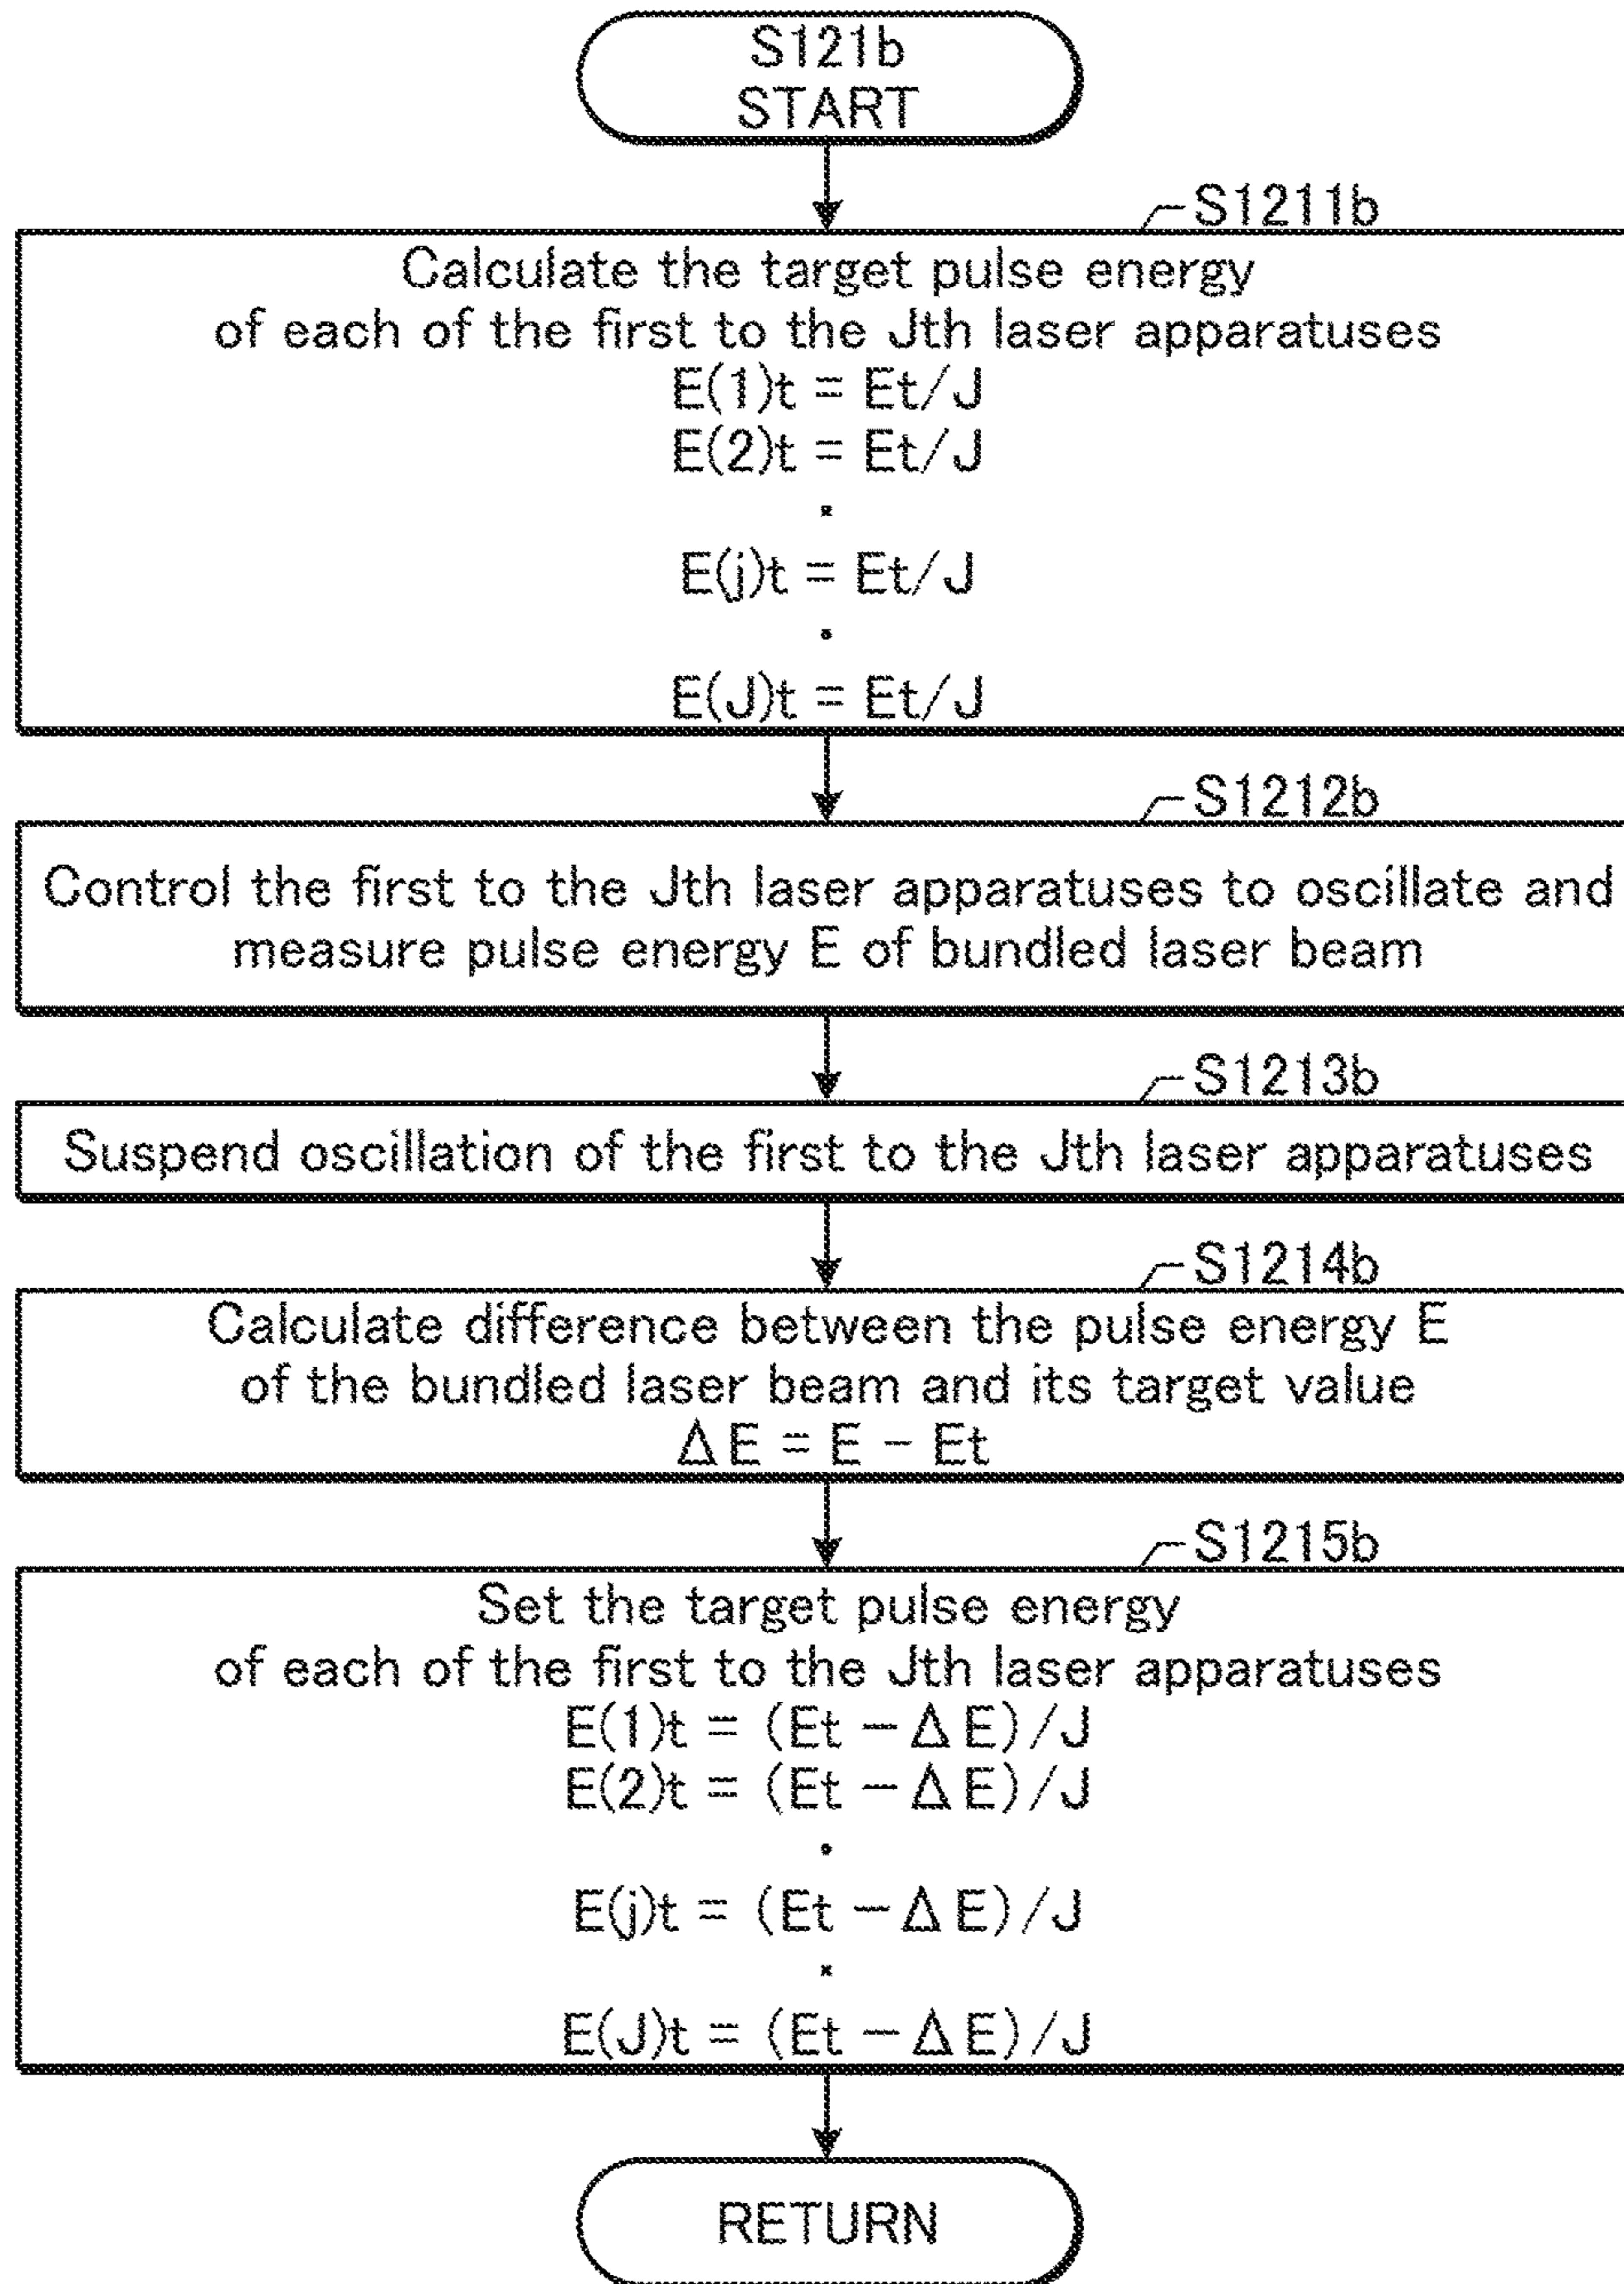 S121b
START
S1211b
Calculate the target pulse energy
of each of the first to the Jth laser apparatuses
E(1)t = Et/J
E(2)t = Et/J
·
E(j)t = Et/J
·
E(J)t = Et/J
S1212b
Control the first to the Jth laser apparatuses to oscillate and
measure pulse energy E of bundled laser beam
S1213b
Suspend oscillation of the first to the Jth laser apparatuses
S1214b
Calculate difference between the pulse energy E
of the bundled laser beam and its target value
ΔE = E − Et
S1215b
Set the target pulse energy
of each of the first to the Jth laser apparatuses
E(1)t = (Et − ΔE)/J
E(2)t = (Et − ΔE)/J
·
E(j)t = (Et − ΔE)/J
·
E(J)t = (Et − ΔE)/J
RETURN